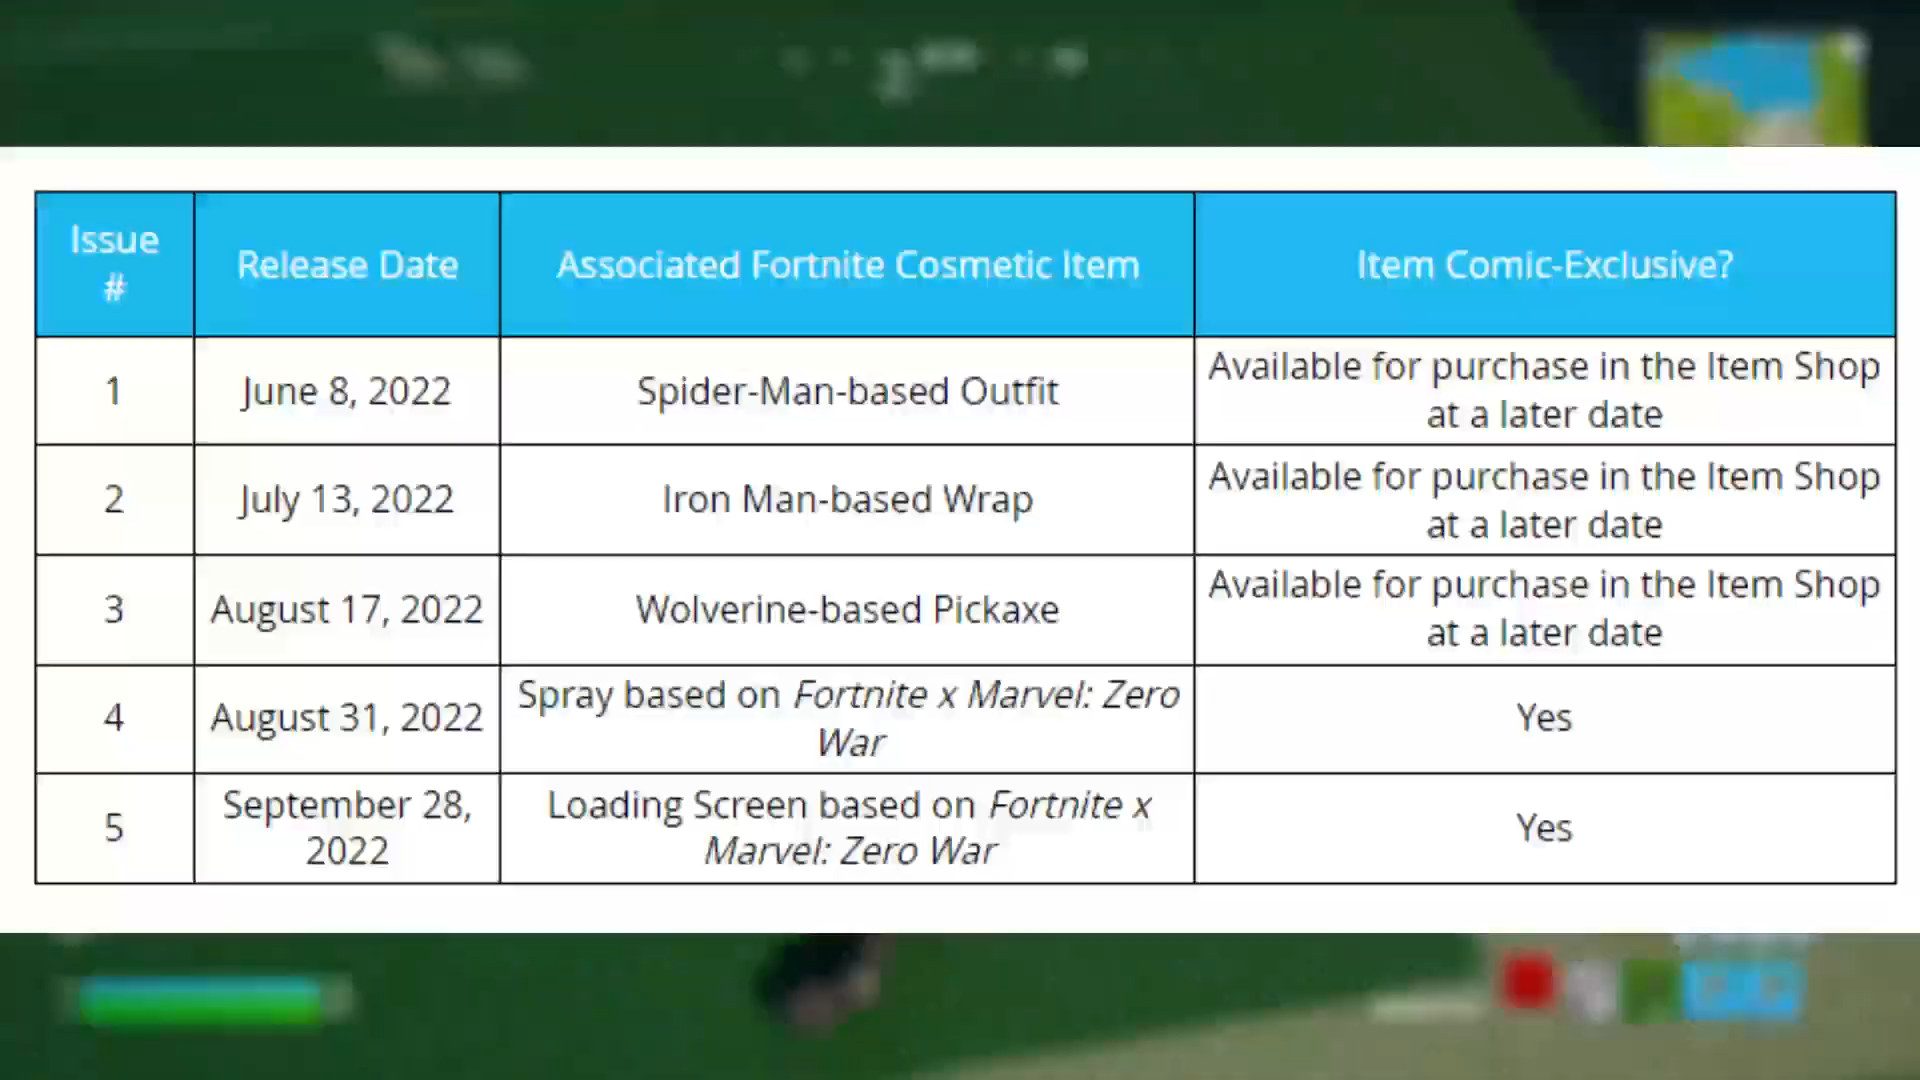 Issue
#
Release Date
Associated Fortnite Cosmetic Item
Item Comic-Exclusive?
1
June 8, 2022
Spider-Man-based Outfit
Available for purchase in the Item Shop
at a later date
2
July 13, 2022
Iron Man-based Wrap
Available for purchase in the Item Shop
at a later date
3
August 17, 2022
Wolverine-based Pickaxe
Available for purchase in the Item Shop
at a later date
4
August 31, 2022
Spray based on Fortnite x Marvel: Zero
War
Yes
5
September 28,
2022
Loading Screen based on Fortnite x
Marvel: Zero War
Yes